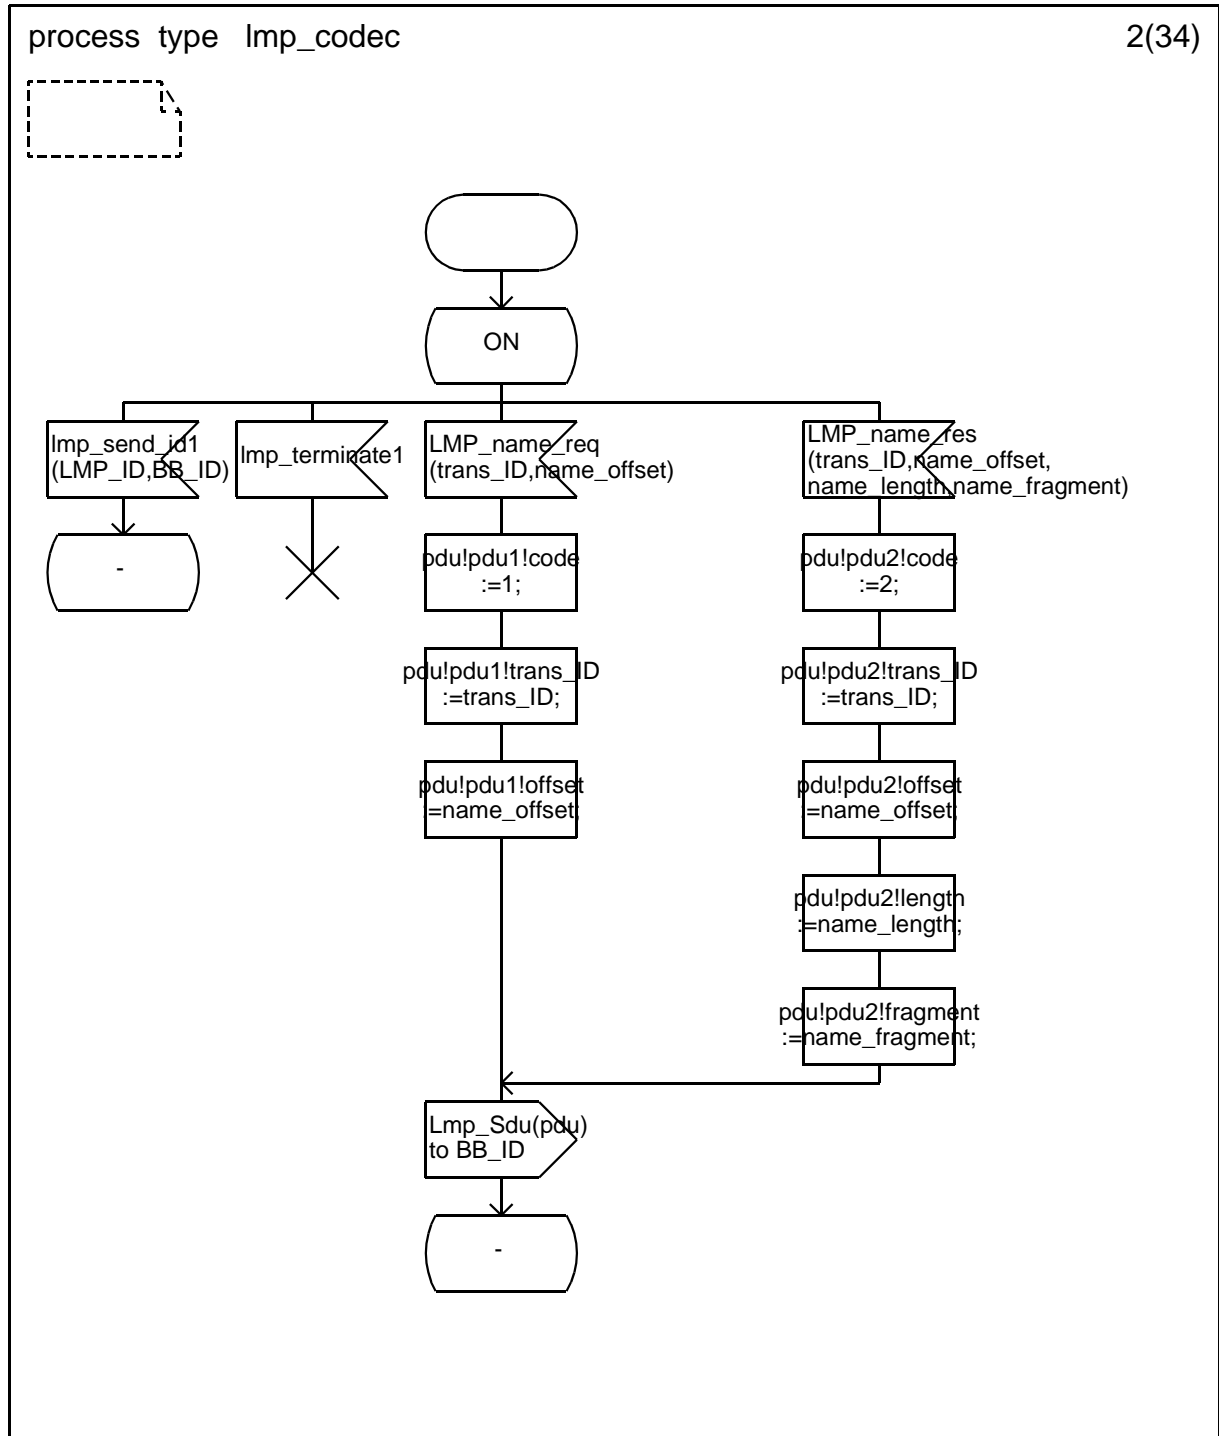 process type lmp_codec
2(34)
ON
lmp_send_id1
(LMP_ID,BB_ID)
lmp_terminate1
LMP_name_req
(trans_ID,name_offset)
LMP_name_res
(trans_ID,name_offset,
name_length,name_fragment)
-
pdu!pdu1!code
:=1;
pdu!pdu1!trans_ID
:=trans_ID;
pdu!pdu1!offset
:=name_offset;
pdu!pdu2!code
:=2;
pdu!pdu2!trans_ID
:=trans_ID;
pdu!pdu2!offset
:=name_offset;
pdu!pdu2!length
:=name_length;
pdu!pdu2!fragment
:=name_fragment;
Lmp_Sdu(pdu)
to BB_ID
-